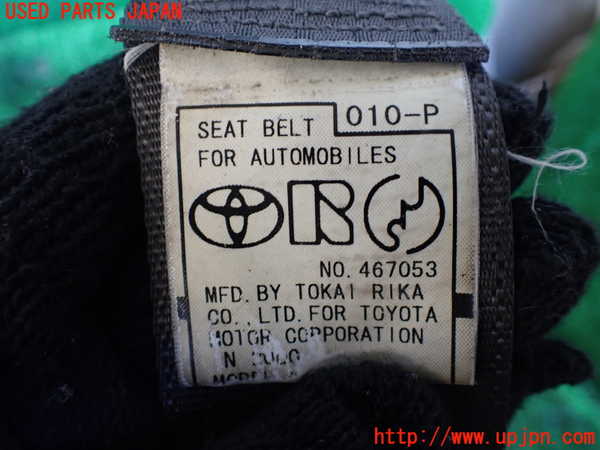 USED PARTS JAPAN
SEAT BELT 010-P
FOR AUTOMOBILES
NO. 467053
MFD. BY TOKAI RIKA
CO., LTD. FOR TOYOTA
MOTOR CORPORATION
http://www.upjpn.com/